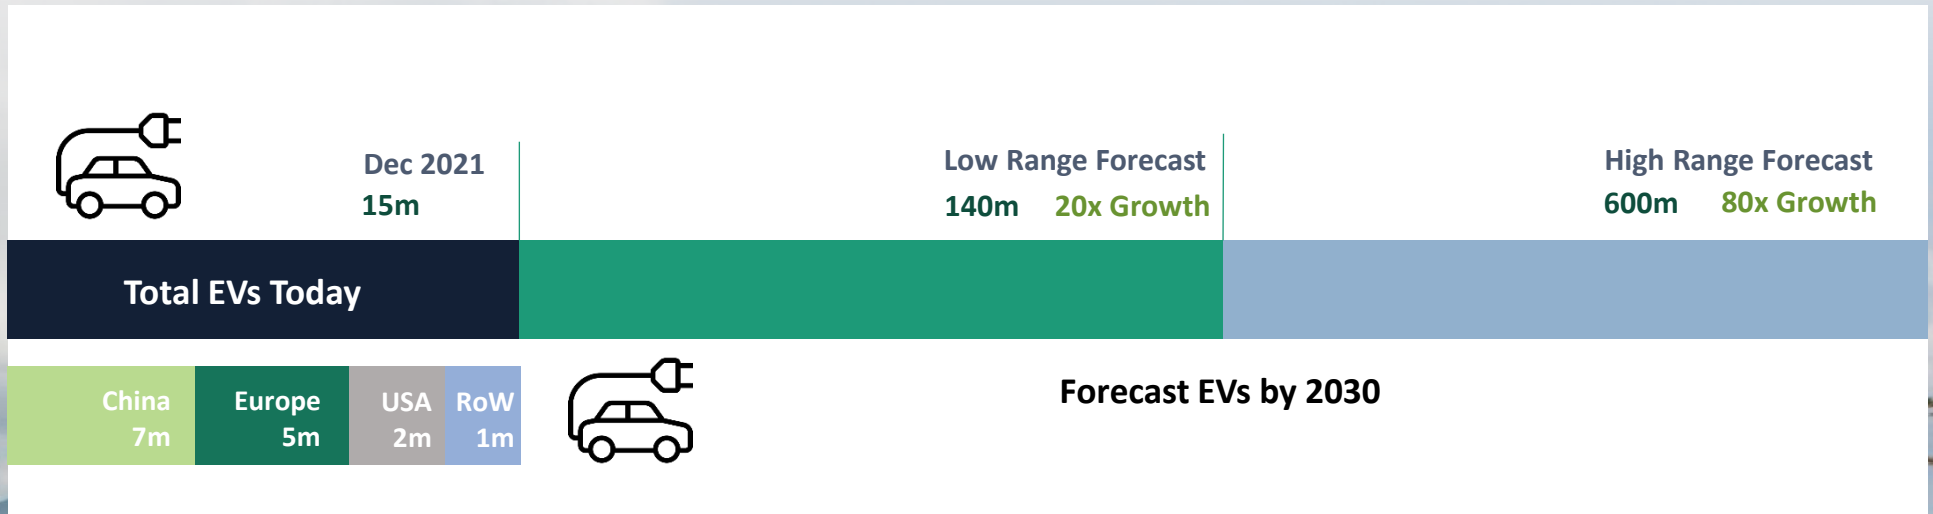 Dec 2021
15m
Low Range Forecast
140m 20x Growth
High Range Forecast
600m 80x Growth
Total EVs Today
China
7m
Europe
5m
USA
2m
RoW
1m
Forecast EVs by 2030